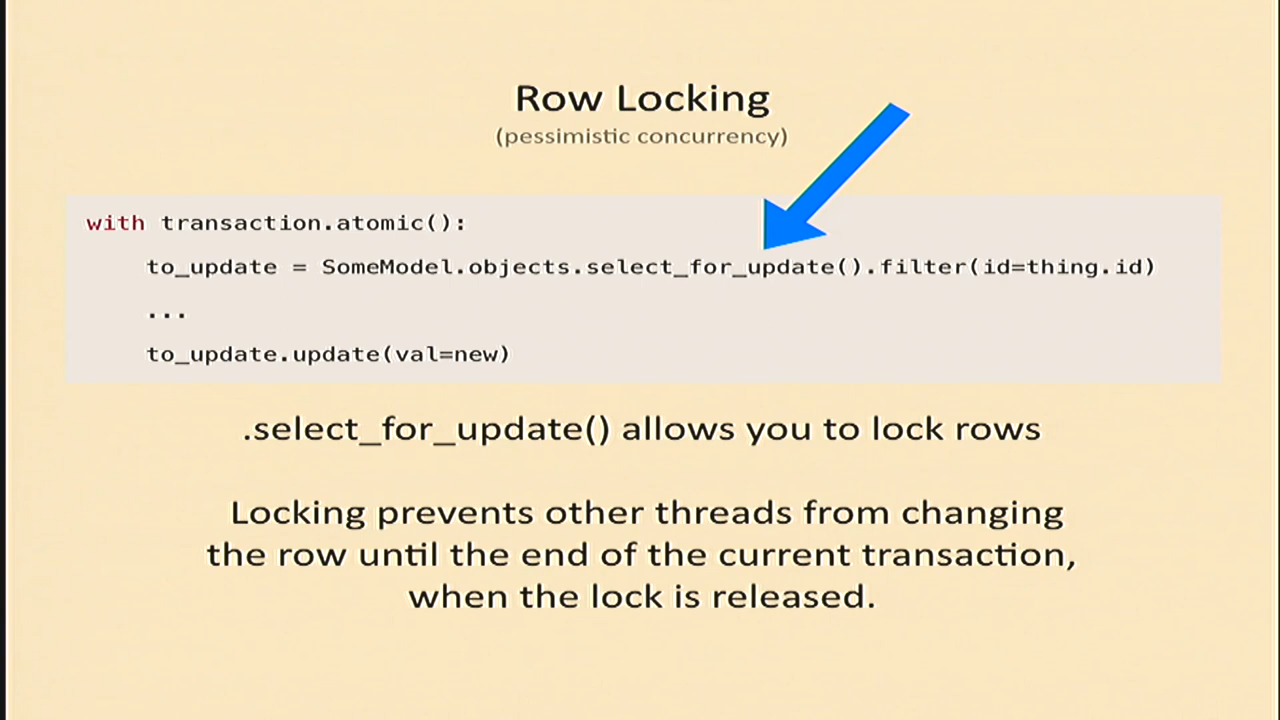 Row Locking
(pessimistic concurrency)
with transaction.atomic():
to_update = SomeModel.objects.select_for_update().filter(id=thing.id)
...
to_update.update(val=new)
.select_for_update() allows you to lock rows
Locking prevents other threads from changing
the row until the end of the current transaction,
when the lock is released.